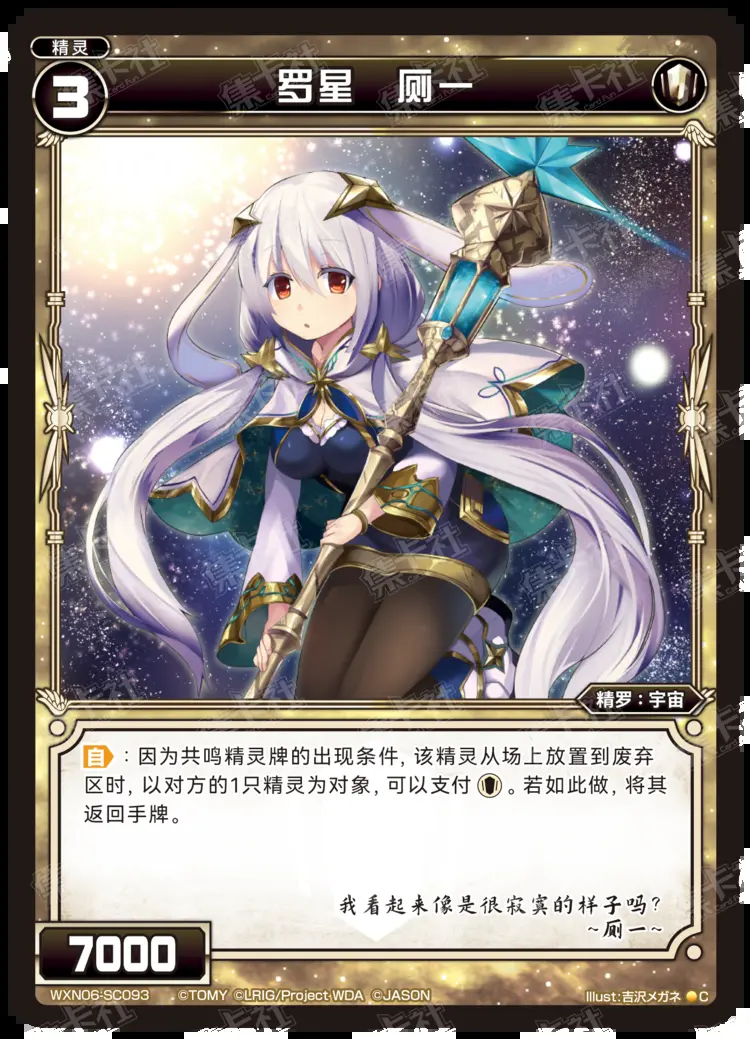 精灵
3
罗星 厕一
精罗：宇宙
自：因为共鸣精灵牌的出现条件，该精灵从场上放置到废弃
区时，以对方的1只精灵为对象，可以支付。若如此做，将其
返回手牌。
我看起来像是很寂寞的样子吗？
~厕一~
7000
WXN06-SC093 ©TOMY ©LRIG/Project WDA ©JASON
Illust:吉沢メガネ C
集卡社